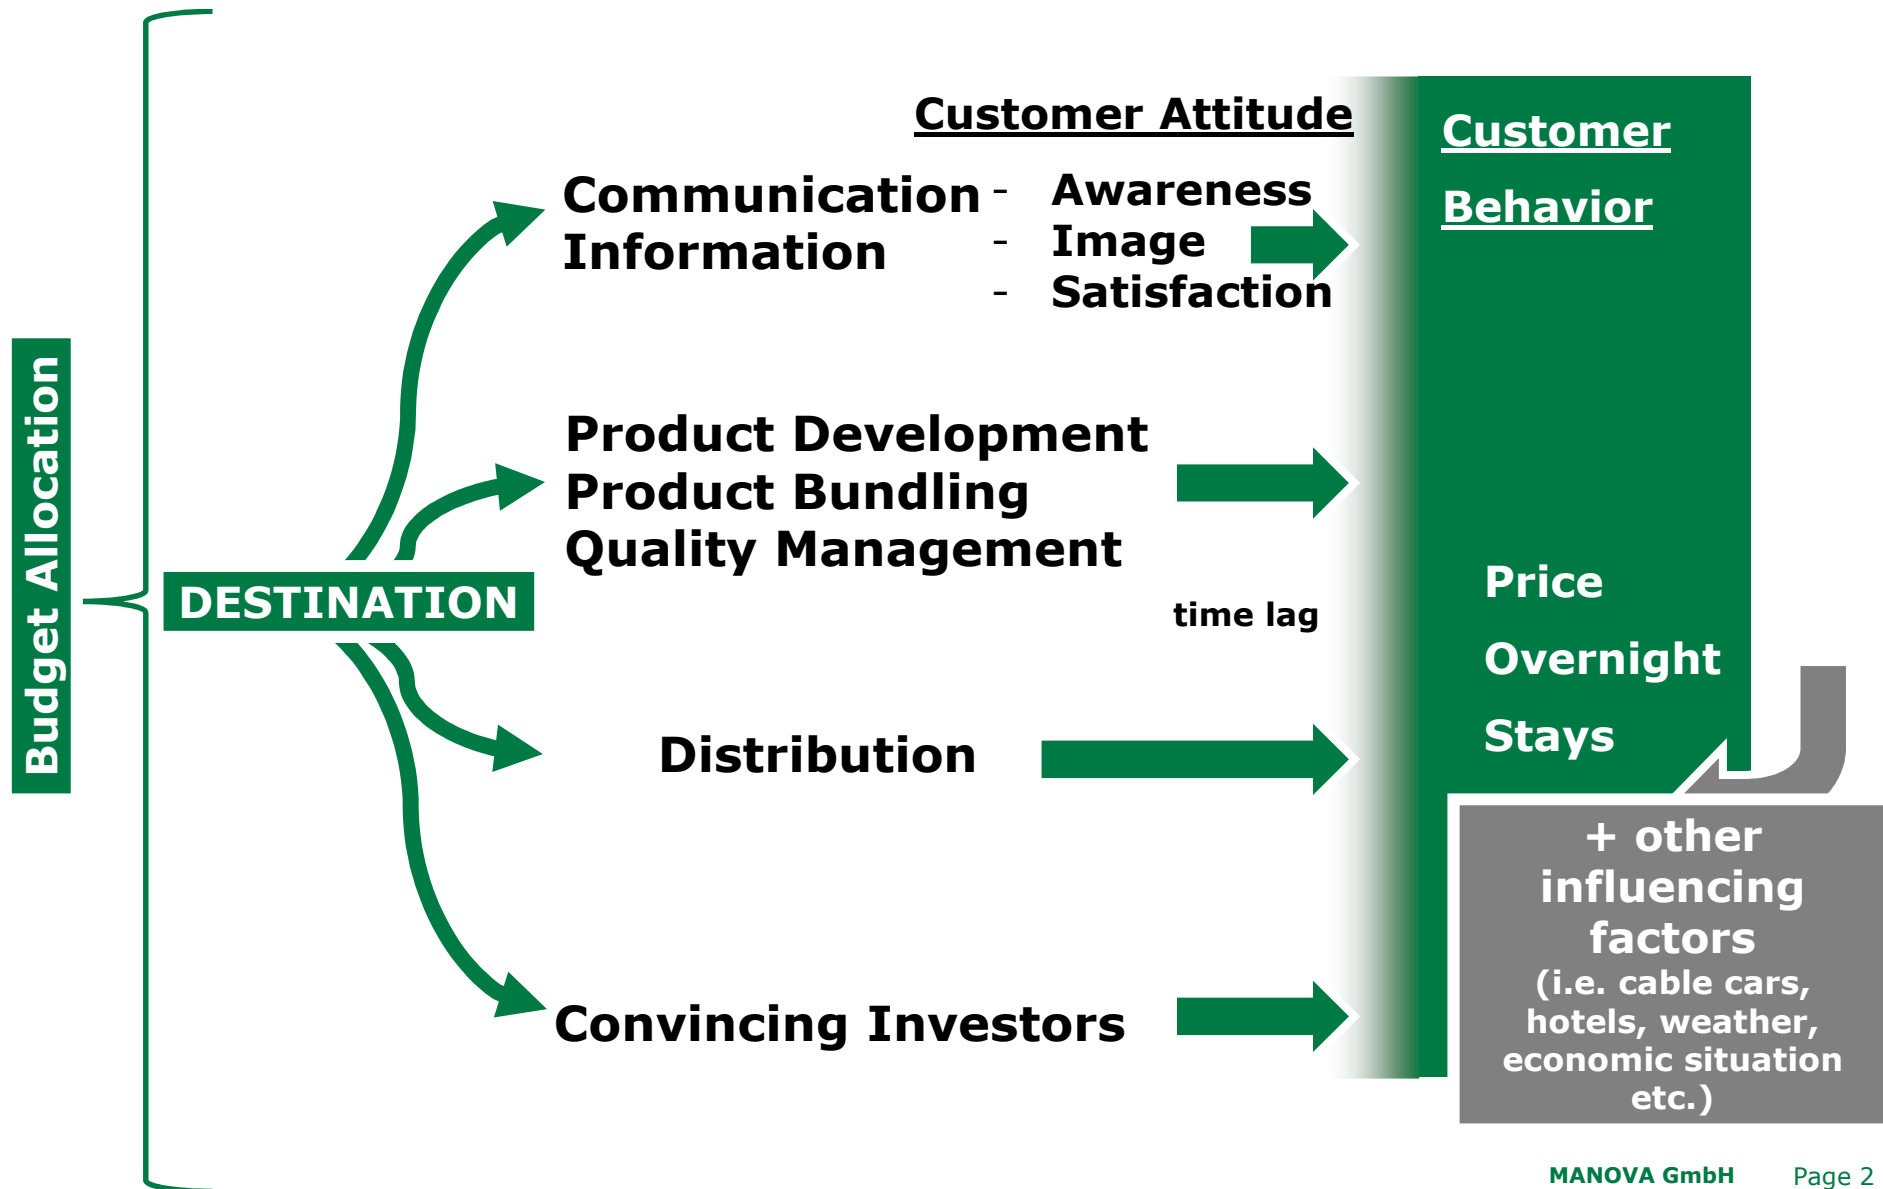 Budget Allocation
DESTINATION
Communication
Information
Customer Attitude
- Awareness
- Image
- Satisfaction
Product Development
Product Bundling
Quality Management
time lag
Distribution
Convincing Investors
Customer
Behavior
Price
Overnight
Stays
+ other
influencing
factors
(i.e. cable cars,
hotels, weather,
economic situation
etc.)
MANOVA GmbH Page 2